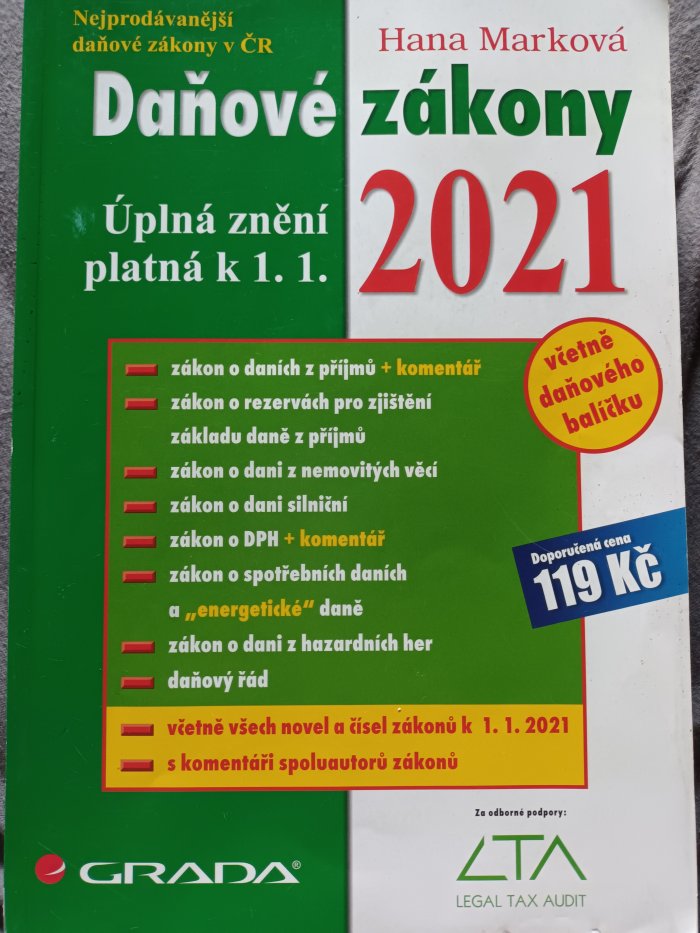 Nejprodávanější
daňové zákony v ČR
Hana Marková
Daňové zákony
2021
Úplná znění
platná k 1. 1.
včetně
daňového
balíčku
zákon o daních z příjmů + komentář
zákon o rezervách pro zjištění
základu daně z příjmů
zákon o dani z nemovitých věcí
zákon o dani silniční
zákon o DPH + komentář
zákon o spotřebních daních
a „energetické“ daně
zákon o dani z hazardních her
daňový řád
Doporučená cena
119 Kč
včetně všech novel a čísel zákonů k 1. 1. 2021
s komentáři spoluautorů zákonů
Za odborné podpory:
GRADA®
LTA
LEGAL TAX AUDIT